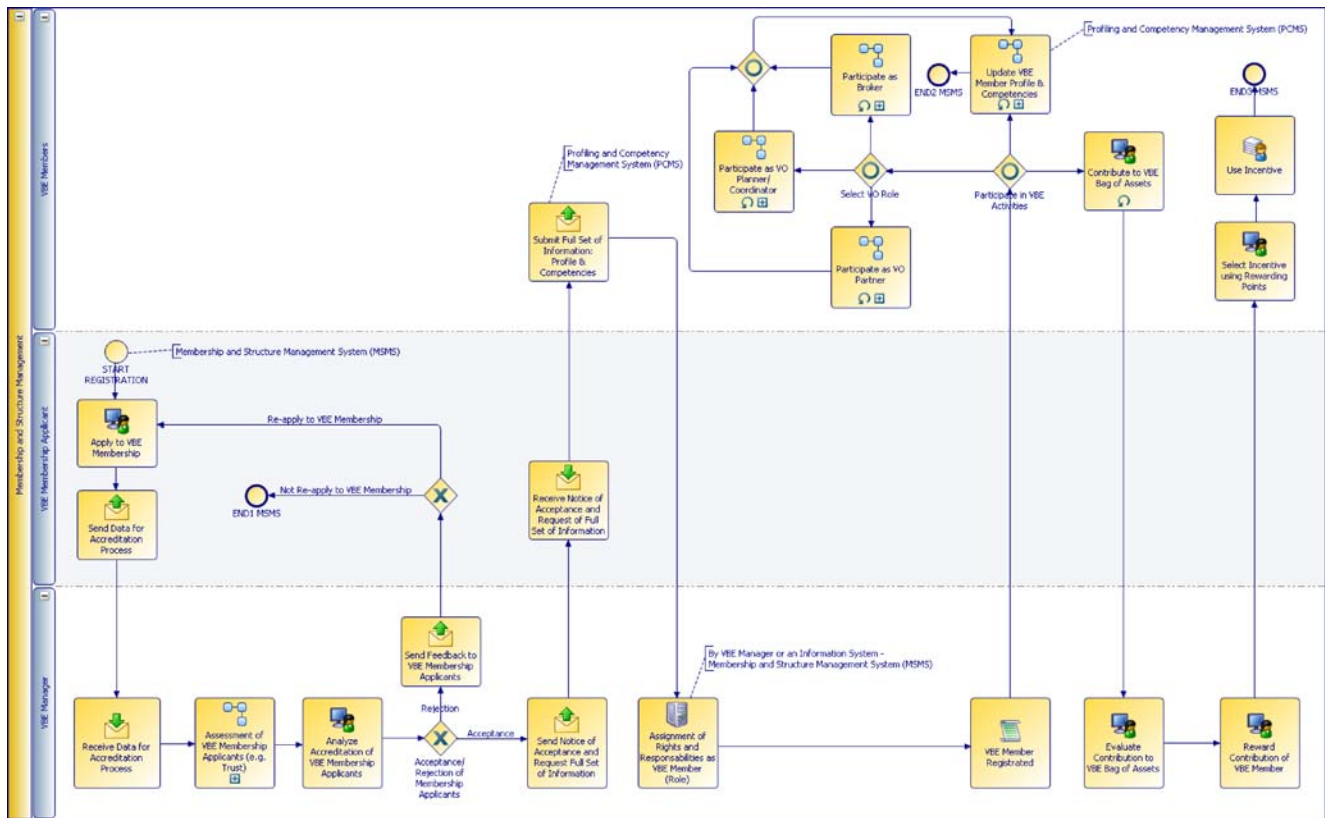 Membership and Structure Management
VBE Members
Profiling and Competency Management System (PCMS)
Participate as
Broker
Update VBE
Member Profile &
Competencies
END2 MSMS
END3 MSMS
Profiling and Competency
Management System (PCMS)
Participate as VO
Planner/
Coordinator
Select VO Role
Participate in VBE
Activities
Contribute to VBE
Bag of Assets
Use Incentive
Submit Full Set of
Information:
Profile &
Competencies
Participate as VO
Partner
Select Incentive
using Rewarding
Points
VBE Membership Applicant
Membership and Structure Management System (MSMS)
START
REGISTRATION
Re-apply to VBE Membership
Apply to VBE
Membership
Not Re-apply to VBE Membership
END1 MSMS
Send Data for
Accreditation
Process
Receive Notice of
Acceptance and
Request of Full
Set of Information
VBE Manager
Send Feedback to
VBE Membership
Applicants
By VBE Manager or an Information System -
Membership and Structure Management System (MSMS)
Rejection
Acceptance
Receive Data for
Accreditation
Process
Assessment of
VBE Membership
Applicants (e.g.
Trust)
Analyze
Accreditation of
VBE Membership
Applicants
Acceptance/
Rejection of
Membership
Applicants
Send Notice of
Acceptance and
Request Full Set
of Information
Assignment of
Rights and
Responsabilities as
VBE Member
(Role)
VBE Member
Registrated
Evaluate
Contribution to
VBE Bag of Assets
Reward
Contribution of
VBE Member